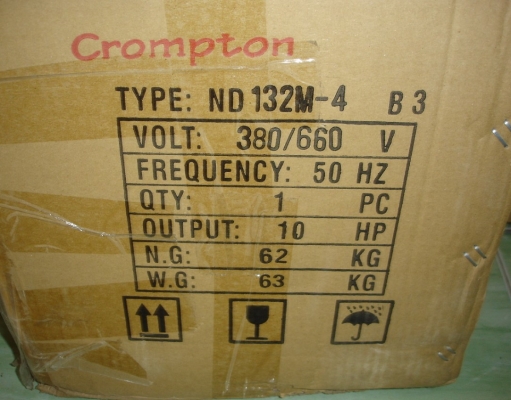 Crompton
TYPE: ND 132M-4 B3
VOLT: 380/660 V
FREQUENCY: 50 HZ
QTY: 1 PC
OUTPUT: 10 HP
N.G: 62 KG
W.G: 63 KG